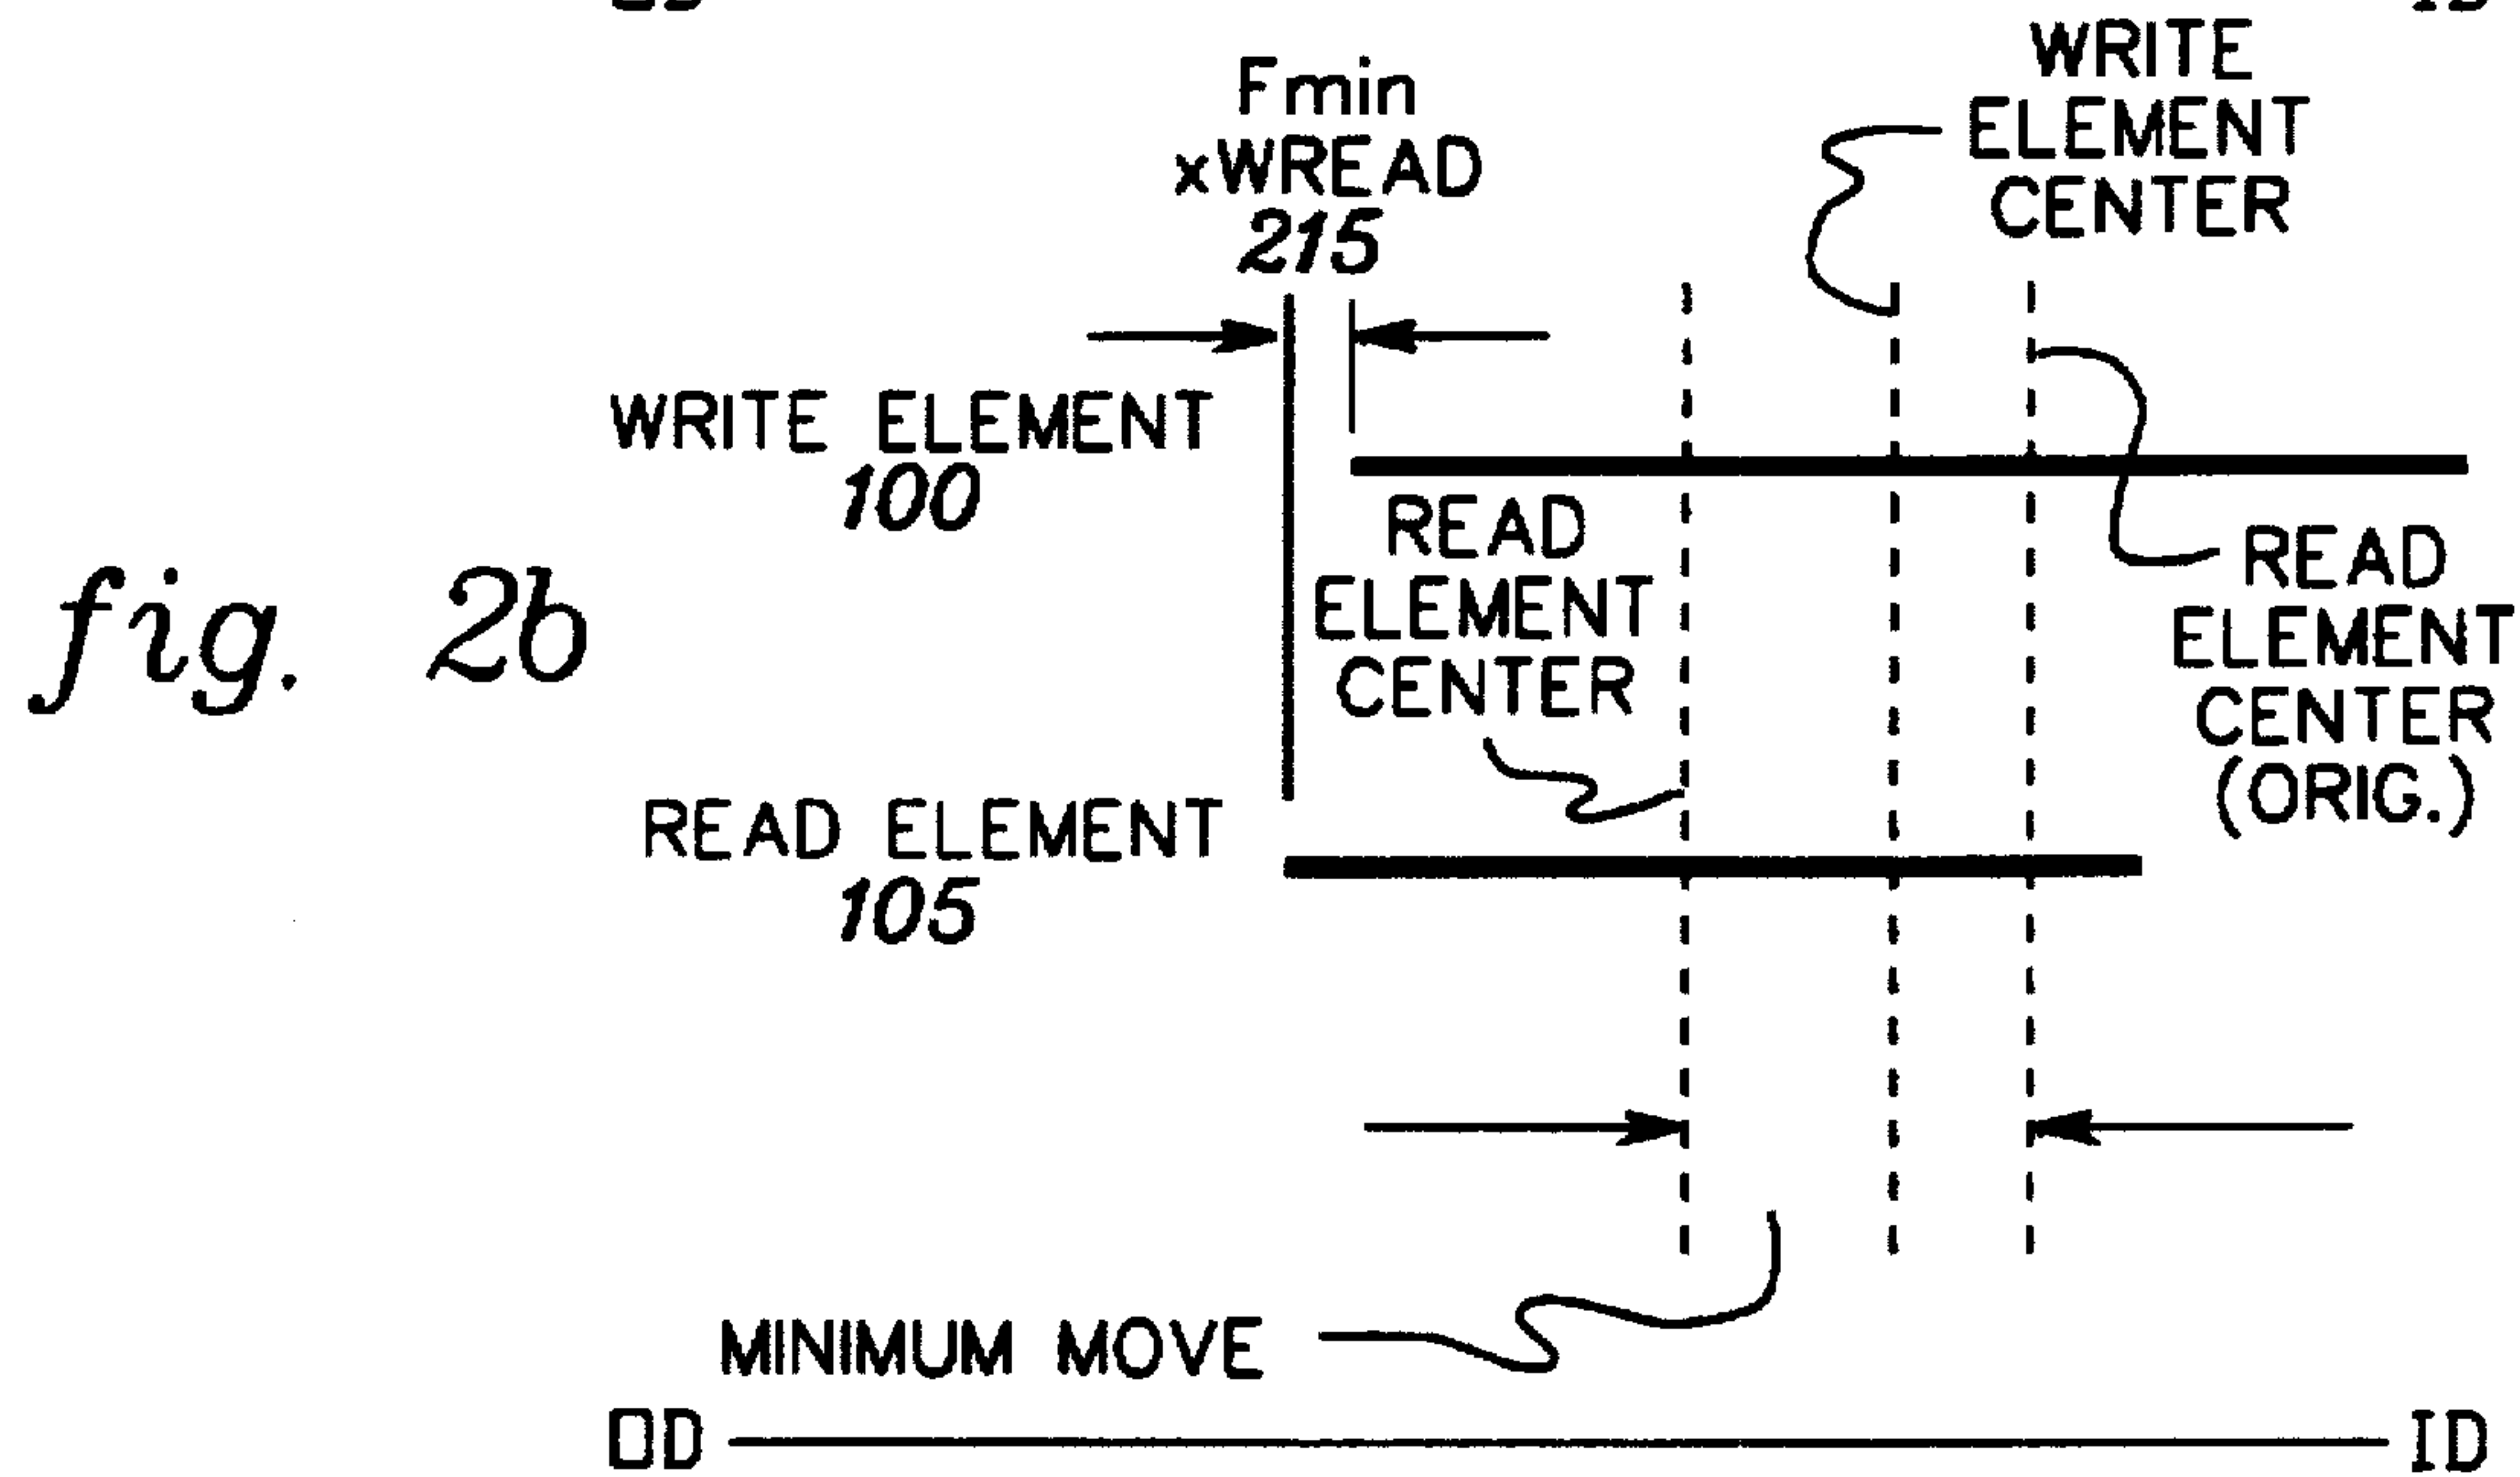 WRITE
ELEMENT
CENTER
Fmin
xWREAD
215
WRITE ELEMENT
100
READ
ELEMENT
CENTER
READ
ELEMENT
CENTER
(ORIG.)
fig. 2b
READ ELEMENT
105
MINIMUM MOVE
OD
ID